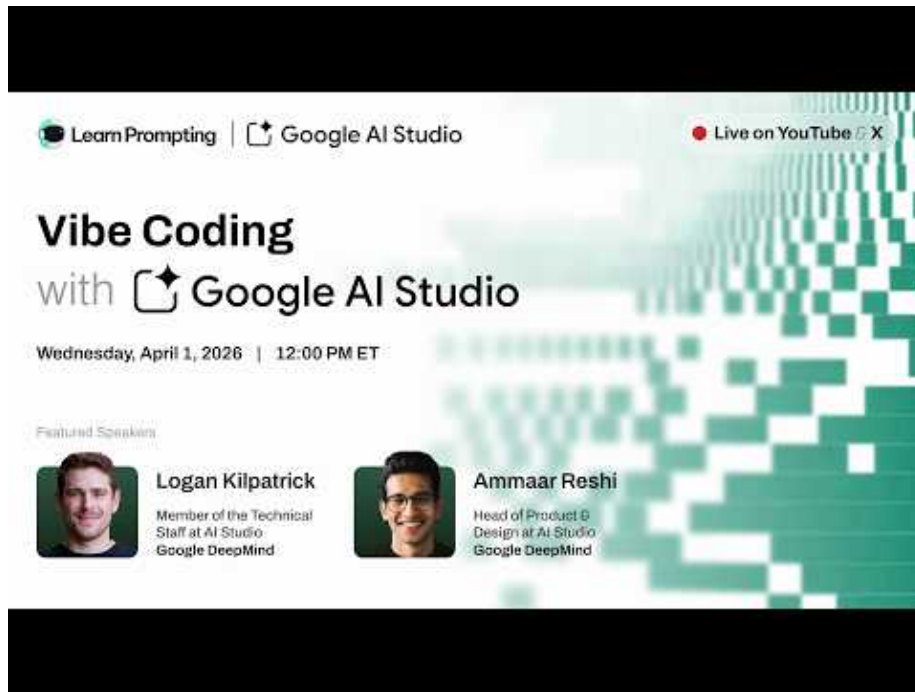 Learn Prompting | Google AI Studio
Live on YouTube & X
Vibe Coding
with Google AI Studio
Wednesday, April 1, 2026 | 12:00 PM ET
Featured Speakers
Logan Kilpatrick
Member of the Technical
Staff at AI Studio
Google DeepMind
Ammaar Reshi
Head of Product &
Design at AI Studio
Google DeepMind